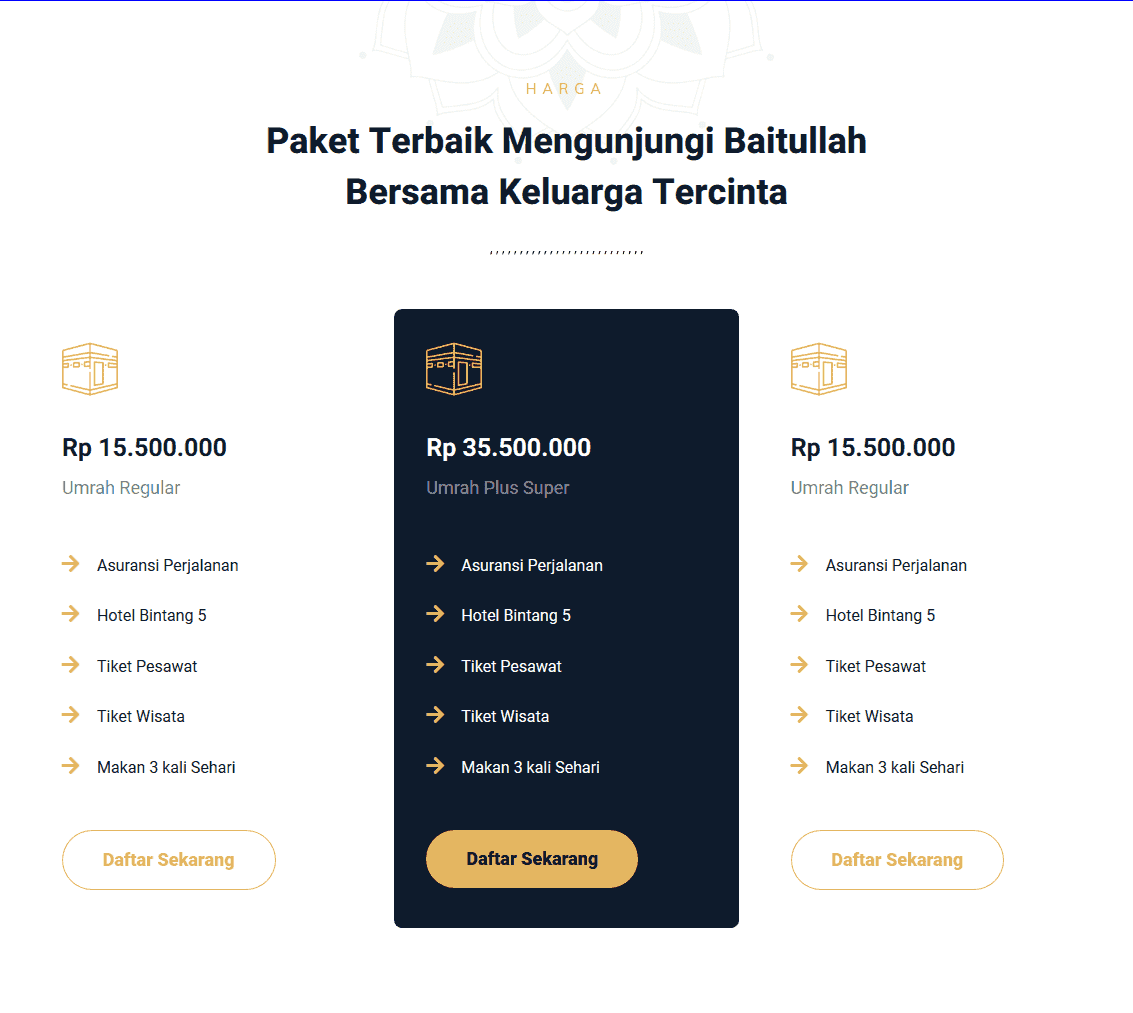 HARGA
Paket Terbaik Mengunjungi Baitullah
Bersama Keluarga Tercinta
Rp 15.500.000
Umrah Regular
Asuransi Perjalanan
Hotel Bintang 5
Tiket Pesawat
Tiket Wisata
Makan 3 kali Sehari
Daftar Sekarang
Rp 35.500.000
Umrah Plus Super
Asuransi Perjalanan
Hotel Bintang 5
Tiket Pesawat
Tiket Wisata
Makan 3 kali Sehari
Daftar Sekarang
Rp 15.500.000
Umrah Regular
Asuransi Perjalanan
Hotel Bintang 5
Tiket Pesawat
Tiket Wisata
Makan 3 kali Sehari
Daftar Sekarang